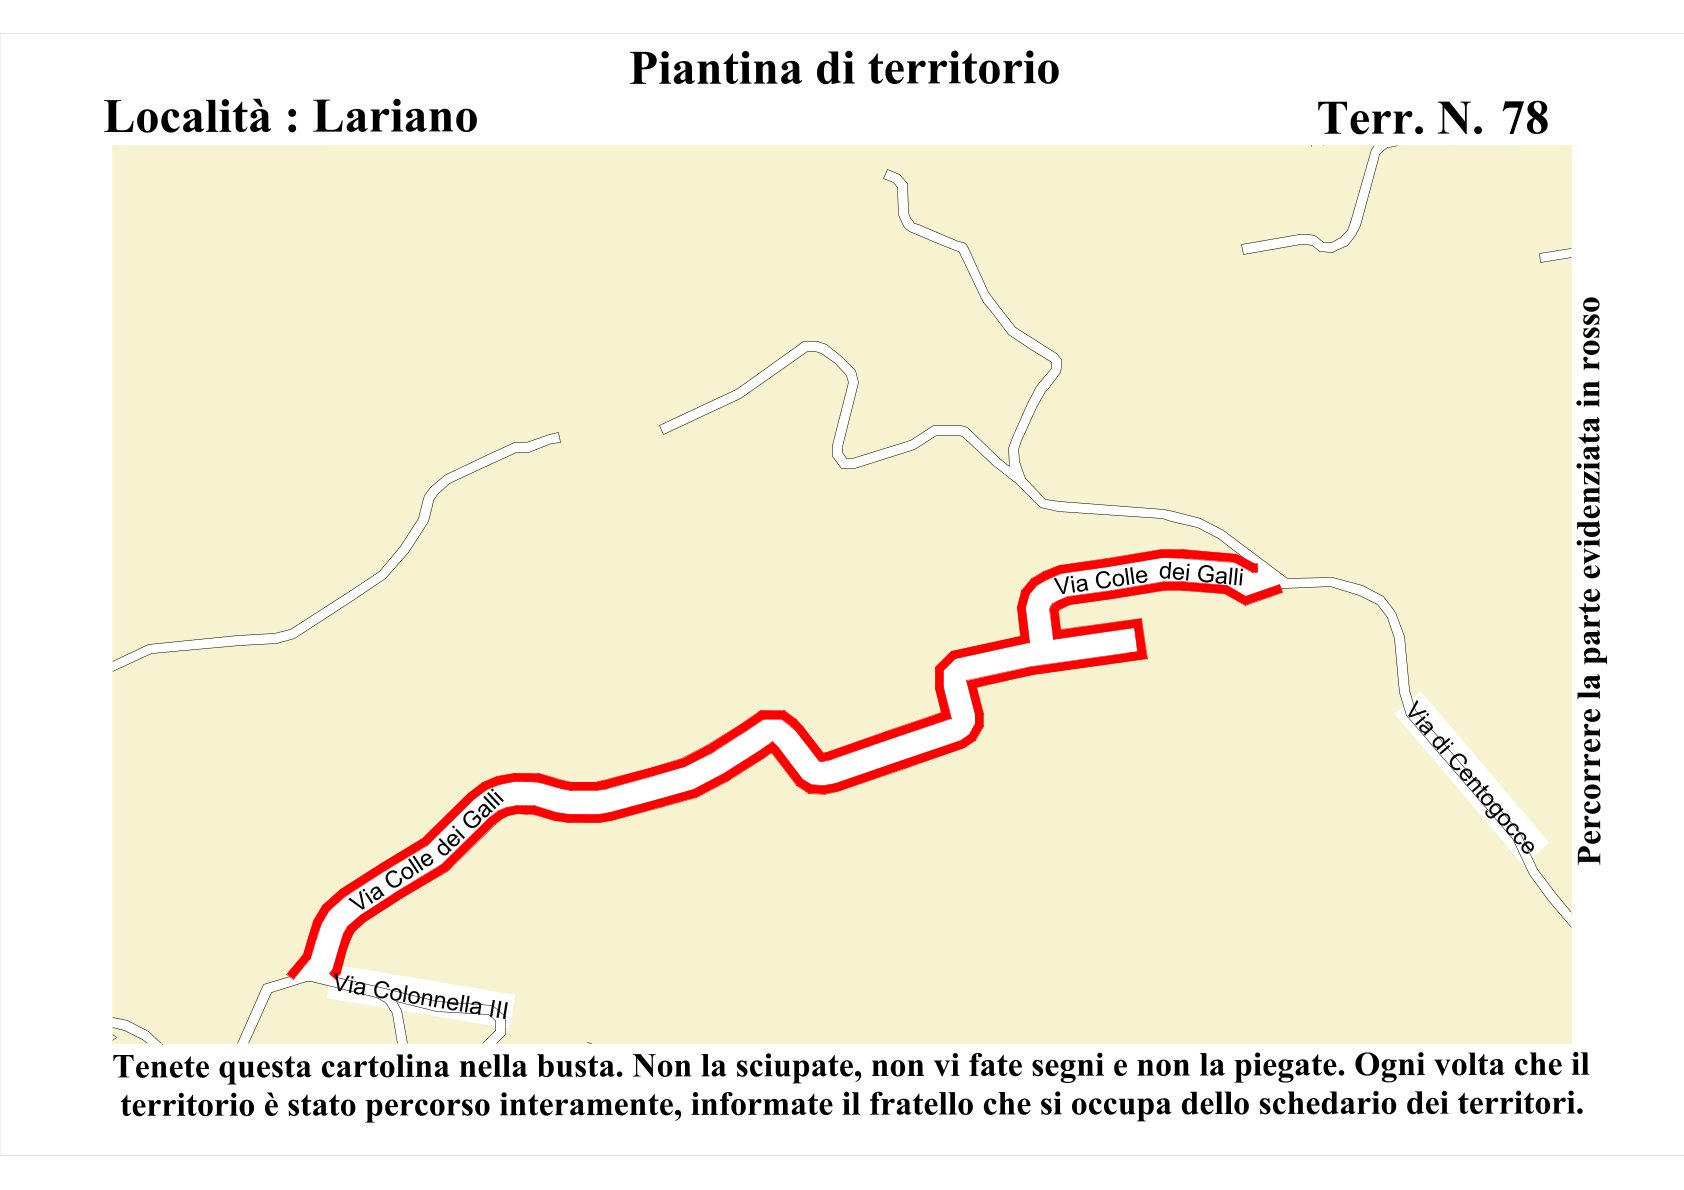 Piantina di territorio
Località : Lariano
Terr. N. 78
Percorrere la parte evidenziata in rosso
Via Colle dei Galli
Via di Centogocce
Via Colle dei Galli
Via Colonnella III
Tenete questa cartolina nella busta. Non la sciupate, non vi fate segni e non la piegate. Ogni volta che il
territorio è stato percorso interamente, informate il fratello che si occupa dello schedario dei territori.